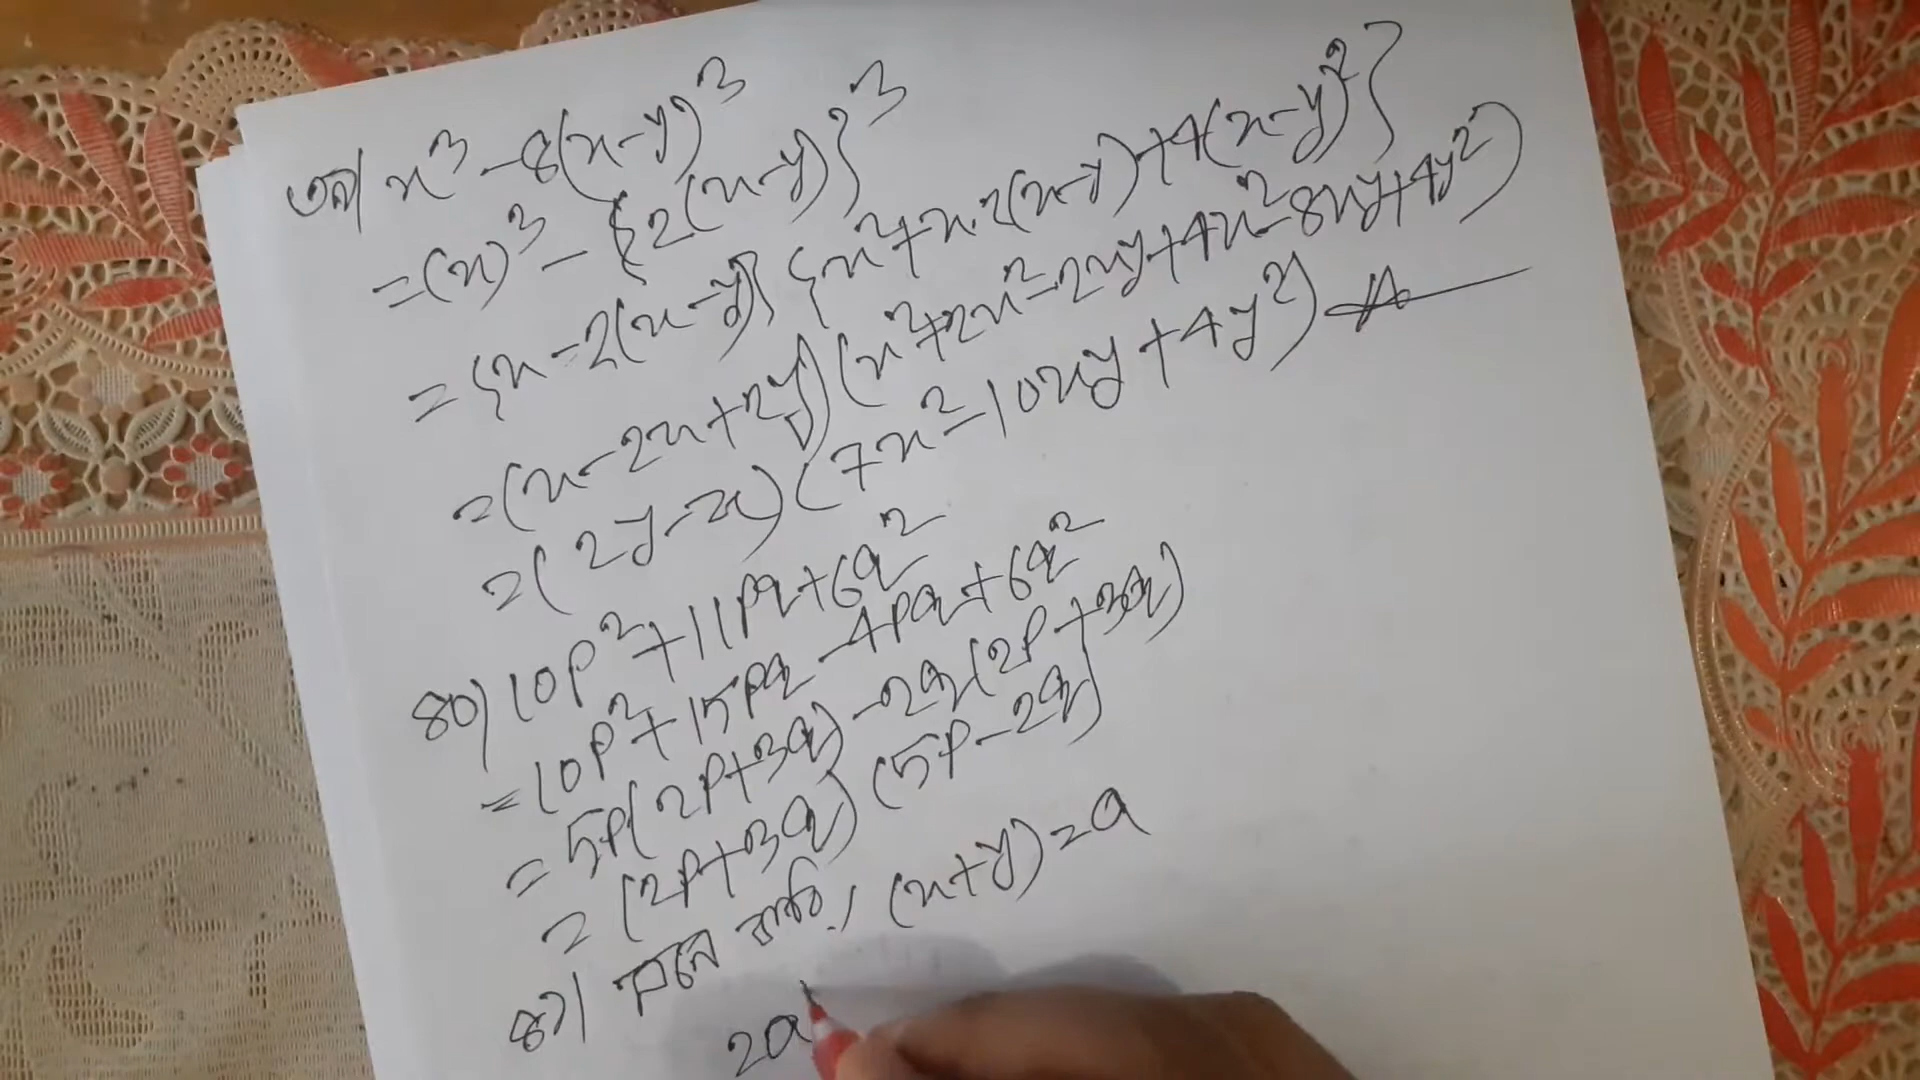 ৩৯। x³-8(x-y)³
=(x)³-{2(x-y)}³
={x-2(x-y)}{x²+x.2(x-y)+4(x-y)²}
=(x-2x+2y)(x²+2x²-2xy+4x²-8xy+4y²)
=(2y-x)(7x²-10xy+4y²) A
৪০। 10p²+11pq+6q²
=10p²+15pq-4pq+6q²
=5p(2p+3q)-2q(2p+3q)
=(2p+3q)(5p-2q)
৪১। মনে করি, (x+y)=a
2a